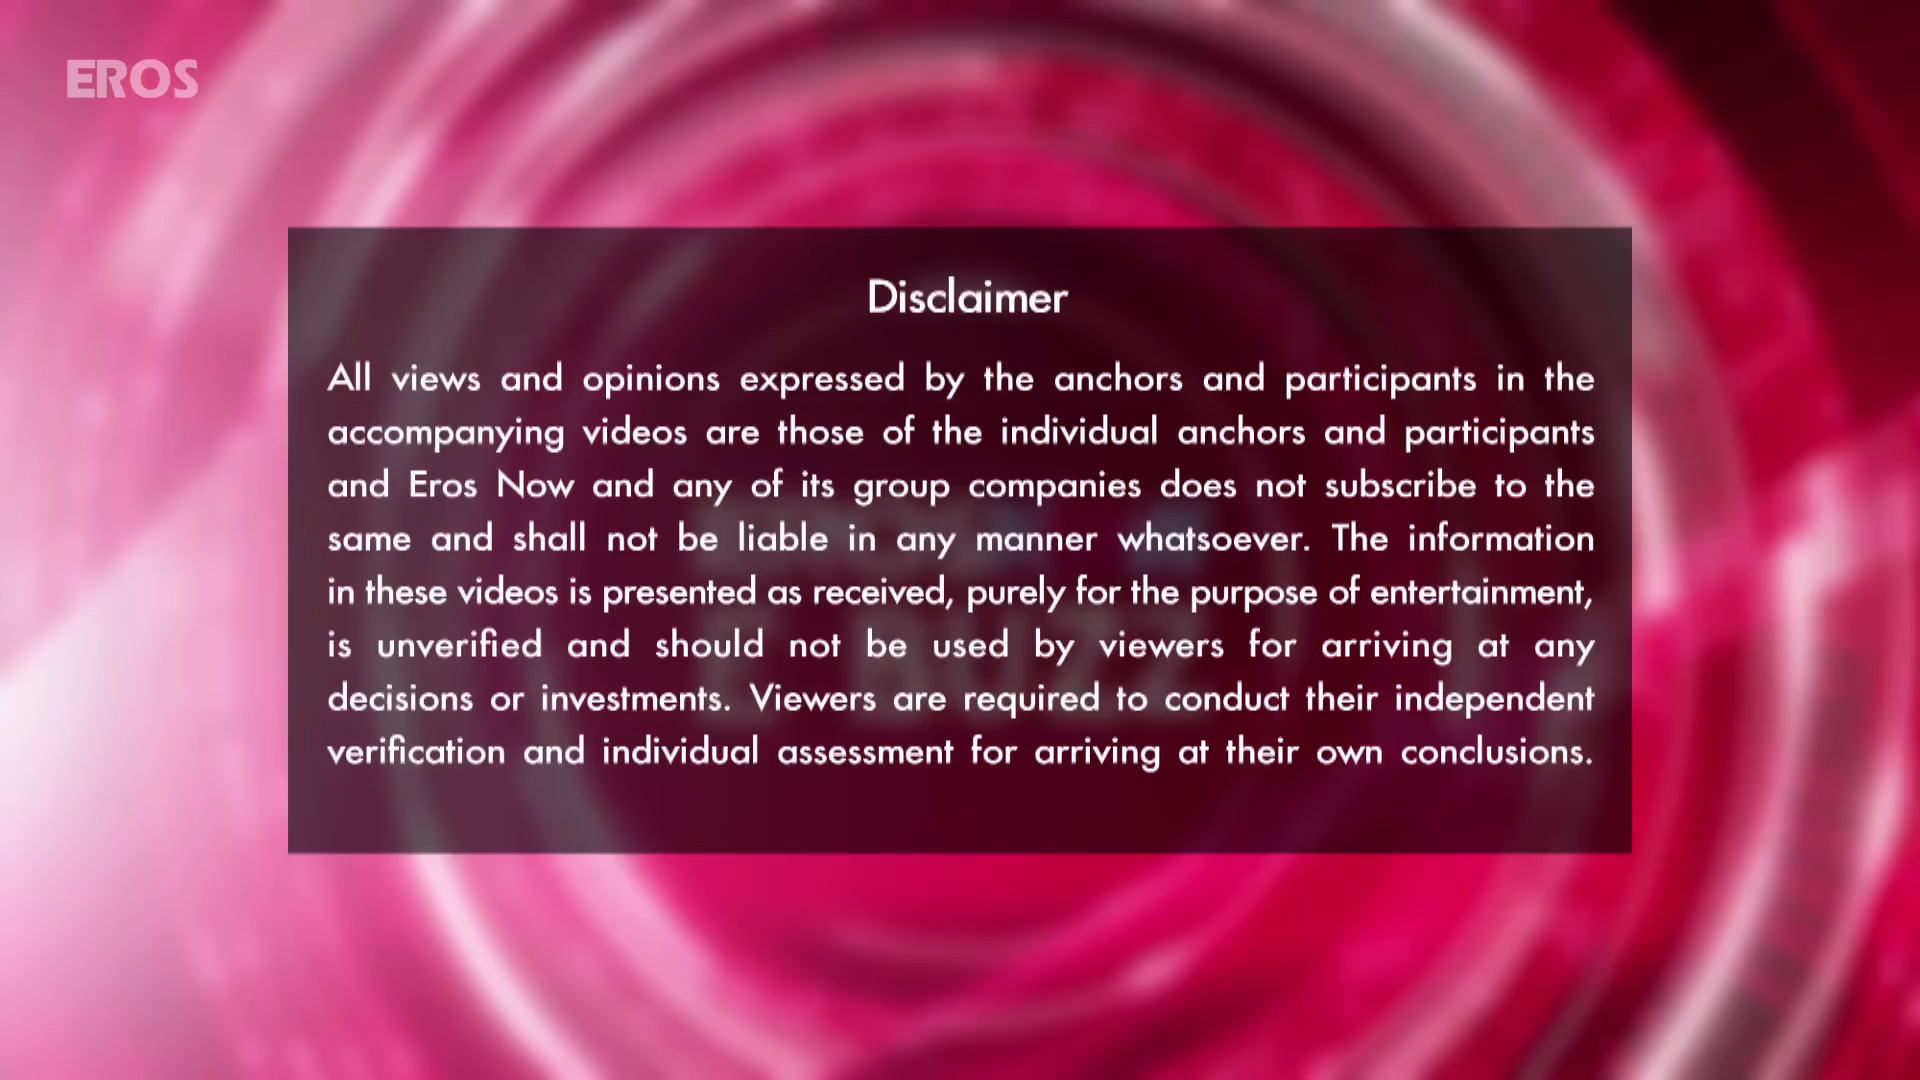 EROS
Disclaimer
All views and opinions expressed by the anchors and participants in the
accompanying videos are those of the individual anchors and participants
and Eros Now and any of its group companies does not subscribe to the
same and shall not be liable in any manner whatsoever. The information
in these videos is presented as received, purely for the purpose of entertainment,
is unverified and should not be used by viewers for arriving at any
decisions or investments. Viewers are required to conduct their independent
verification and individual assessment for arriving at their own conclusions.